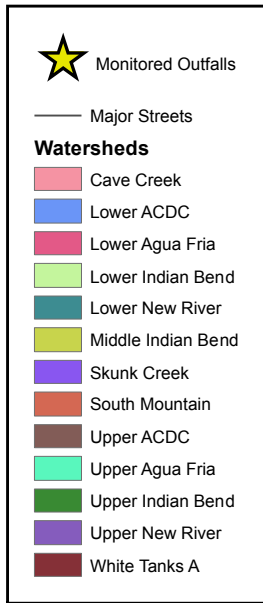 Monitored Outfalls
Major Streets
Watersheds
Cave Creek
Lower ACDC
Lower Agua Fria
Lower Indian Bend
Lower New River
Middle Indian Bend
Skunk Creek
South Mountain
Upper ACDC
Upper Agua Fria
Upper Indian Bend
Upper New River
White Tanks A